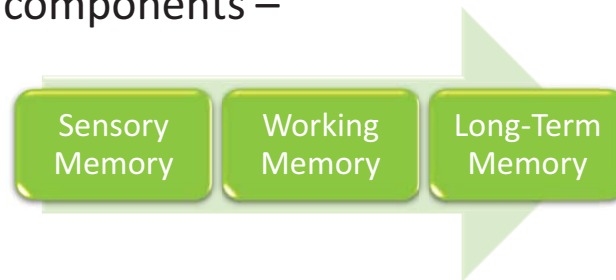 components –
Sensory
Memory
Working
Memory
Long-Term
Memory